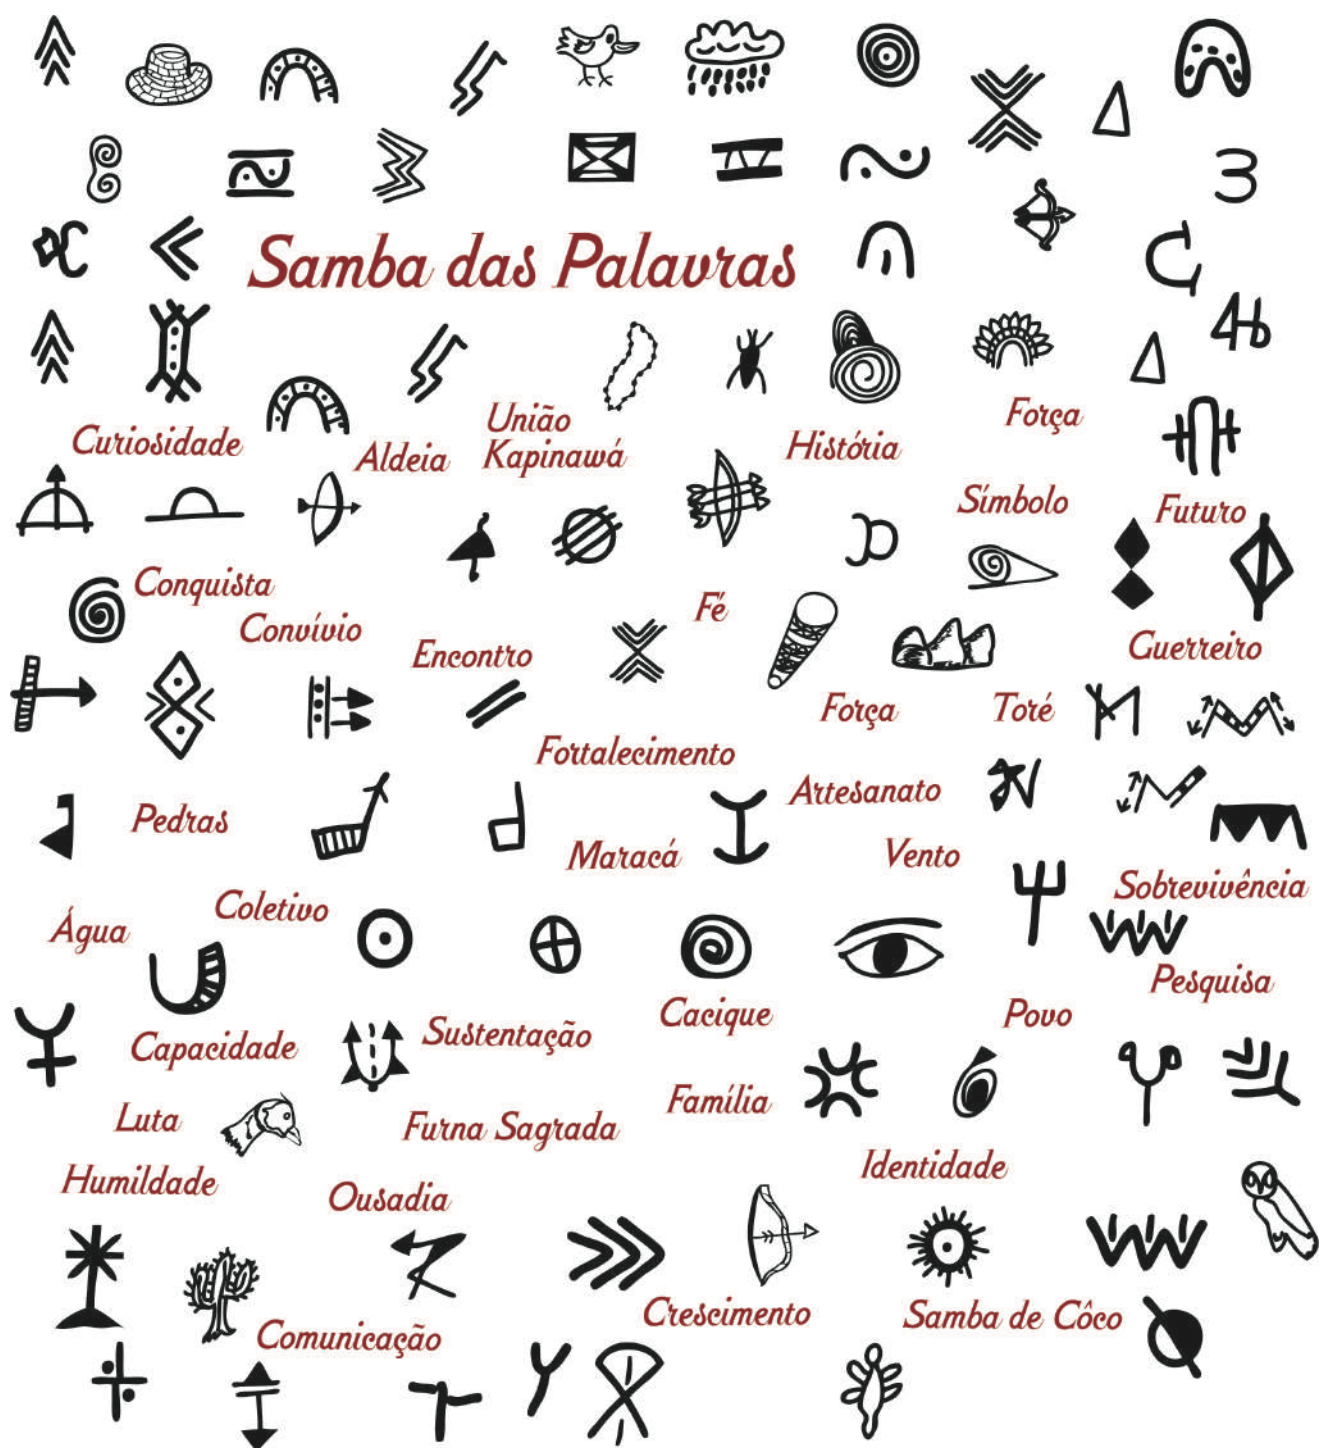 Samba das Palavras
Curiosidade
Aldeia
União
Kapinawá
História
Força
Símbolo
Futuro
Conquista
Convívio
Encontro
Fé
Guerreiro
Força
Toré
Fortalecimento
Artesanato
Pedras
Maracá
Vento
Sobrevivência
Água
Coletivo
Pesquisa
Capacidade
Sustentação
Cacique
Povo
Luta
Furna Sagrada
Família
Identidade
Humildade
Ousadia
Comunicação
Crescimento
Samba de Côco